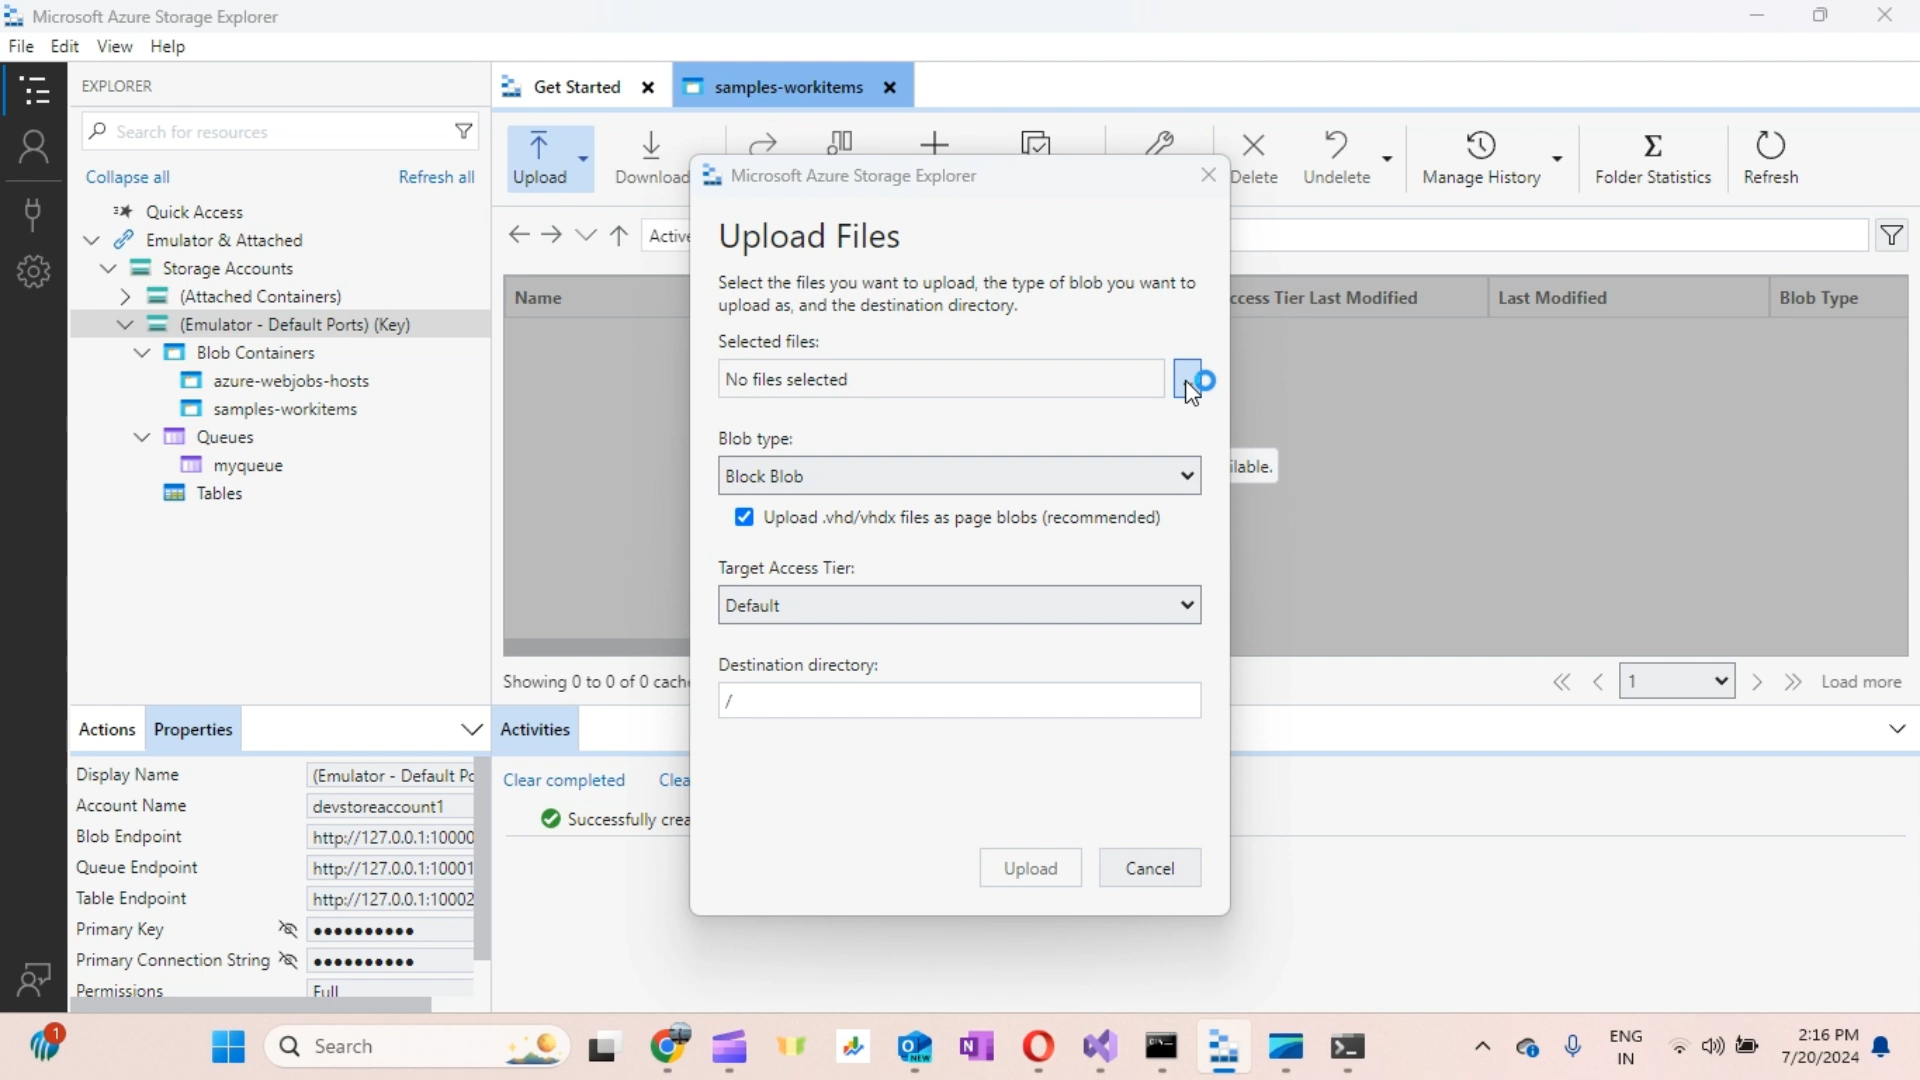 Microsoft Azure Storage Explorer
File Edit View Help
EXPLORER
Search for resources
Collapse all Refresh all
Quick Access
Emulator & Attached
Storage Accounts
(Attached Containers)
(Emulator - Default Ports) (Key)
Blob Containers
azure-webjobs-hosts
samples-workitems
Queues
myqueue
Tables
Actions Properties
Display Name (Emulator - Default Po
Account Name devstoreaccount1
Blob Endpoint http://127.0.0.1:10000
Queue Endpoint http://127.0.0.1:10001
Table Endpoint http://127.0.0.1:10002
Primary Key ●●●●●●●●●●
Primary Connection String ●●●●●●●●●●
Permissions Full
Get Started samples-workitems
Upload Download Delete Undelete Manage History Folder Statistics Refresh
Active
Name ccess Tier Last Modified Last Modified Blob Type
ilable.
Showing 0 to 0 of 0 cache 1 Load more
Activities
Clear completed Clea
Successfully crea
Microsoft Azure Storage Explorer
Upload Files
Select the files you want to upload, the type of blob you want to
upload as, and the destination directory.
Selected files:
No files selected
Blob type:
Block Blob
Upload .vhd/vhdx files as page blobs (recommended)
Target Access Tier:
Default
Destination directory:
/
Upload Cancel
1 Search NEW ENG 2:16 PM
IN 7/20/2024